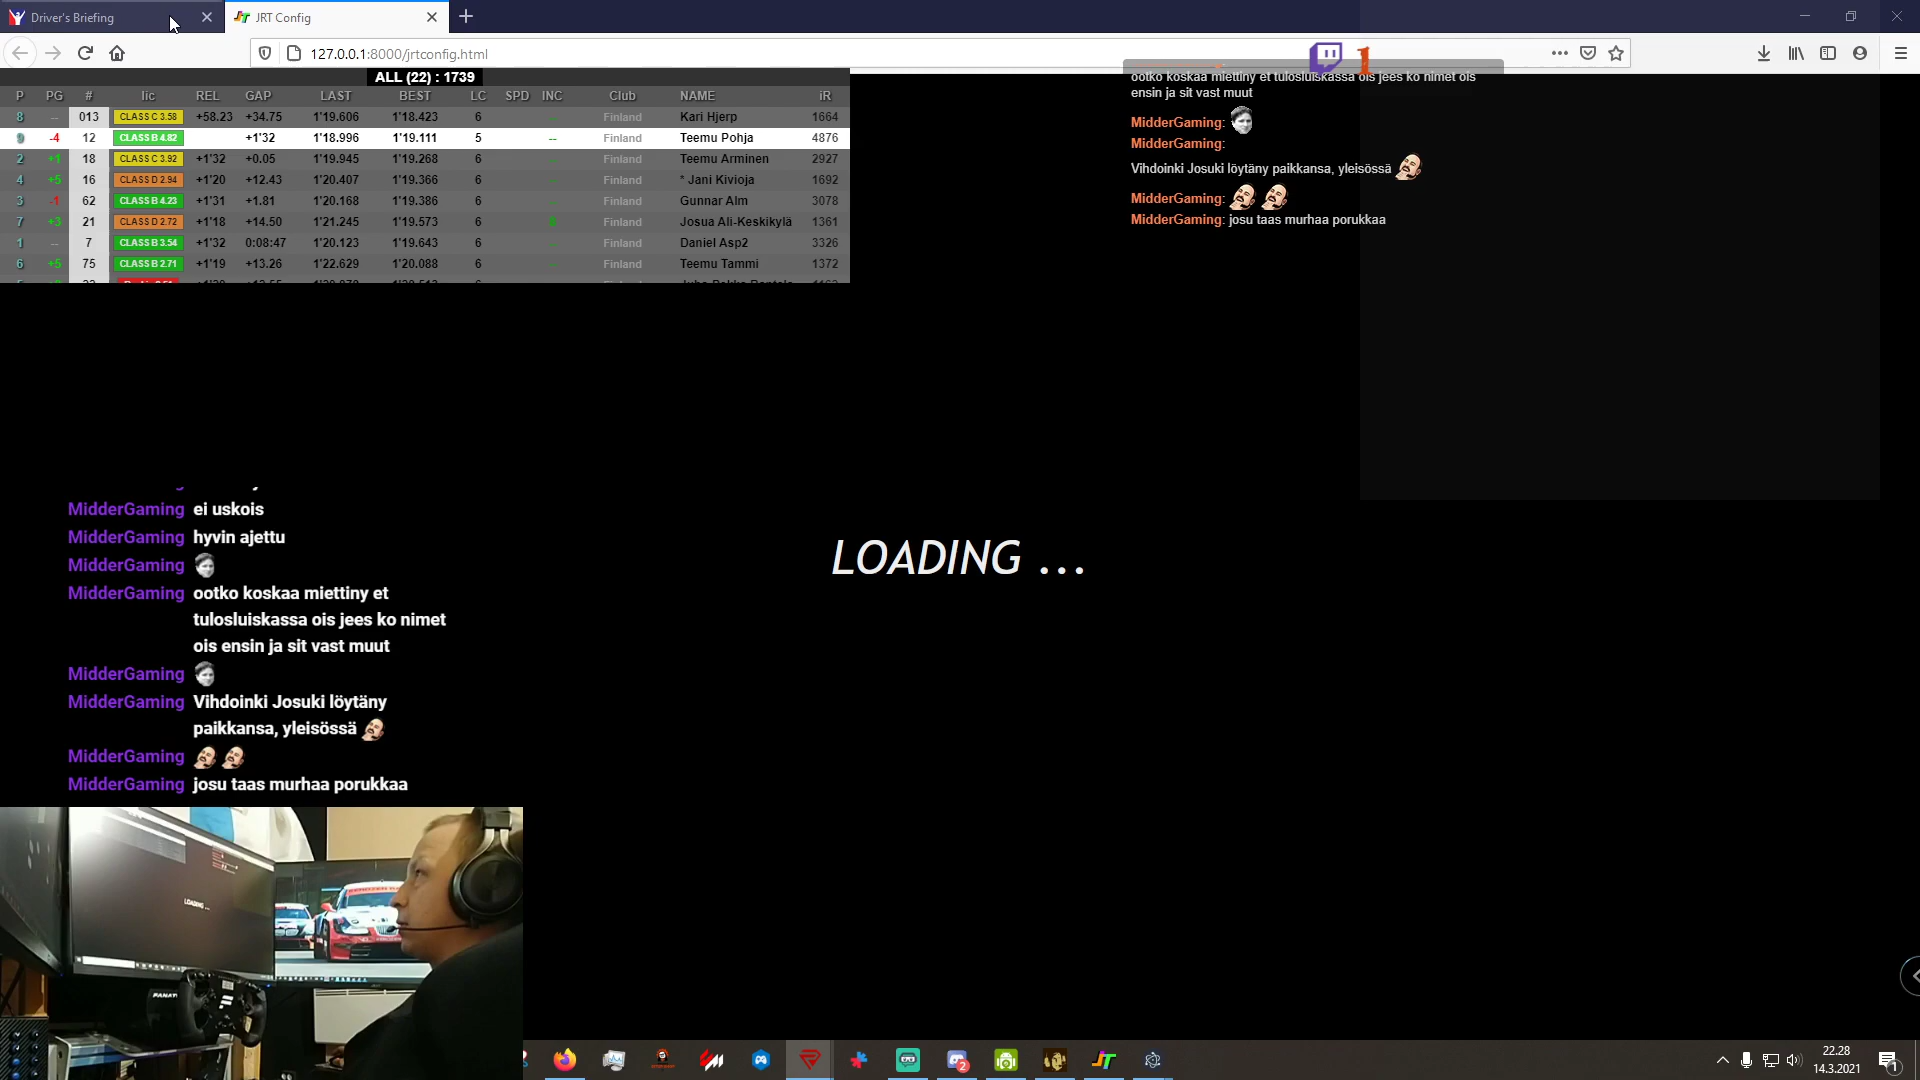 Driver's Briefing
JRT Config
127.0.0.1:8000/jrtconfig.html
1
ALL (22) : 1739
P PG # lic REL GAP LAST BEST LC SPD INC Club NAME iR
8 -- 013 CLASS C 3.58 +58.23 +34.75 1'19.606 1'18.423 6 -- Finland Kari Hjerp 1664
9 -4 12 CLASS B 4.82 +1'32 1'18.996 1'19.111 5 -- Finland Teemu Pohja 4876
2 +1 18 CLASS C 3.92 +1'32 +0.05 1'19.945 1'19.268 6 -- Finland Teemu Arminen 2927
4 +5 16 CLASS D 2.94 +1'20 +12.43 1'20.407 1'19.366 6 -- Finland * Jani Kivioja 1692
3 -1 62 CLASS B 4.23 +1'31 +1.81 1'20.168 1'19.386 6 -- Finland Gunnar Alm 3078
7 +3 21 CLASS D 2.72 +1'18 +14.50 1'21.245 1'19.573 6 Finland Josua Ali-Keskikylä 1361
1 -- 7 CLASS B 3.54 +1'32 0:08:47 1'20.123 1'19.643 6 -- Finland Daniel Asp2 3326
6 +5 75 CLASS B 2.71 +1'19 +13.26 1'22.629 1'20.088 6 -- Finland Teemu Tammi 1372
ootko koskaa miettiny et tulosluiskassa ois jees ko nimet ois
ensin ja sit vast muut
MidderGaming:
MidderGaming:
Vihdoinki Josuki löytäny paikkansa, yleisössä
MidderGaming:
MidderGaming: josu taas murhaa porukkaa
MidderGaming ei uskois
MidderGaming hyvin ajettu
MidderGaming
MidderGaming ootko koskaa miettiny et
tulosluiskassa ois jees ko nimet
ois ensin ja sit vast muut
MidderGaming
MidderGaming Vihdoinki Josuki löytäny
paikkansa, yleisössä
MidderGaming
MidderGaming josu taas murhaa porukkaa
LOADING ...
LOADING ...
2
22.28
14.3.2021
1